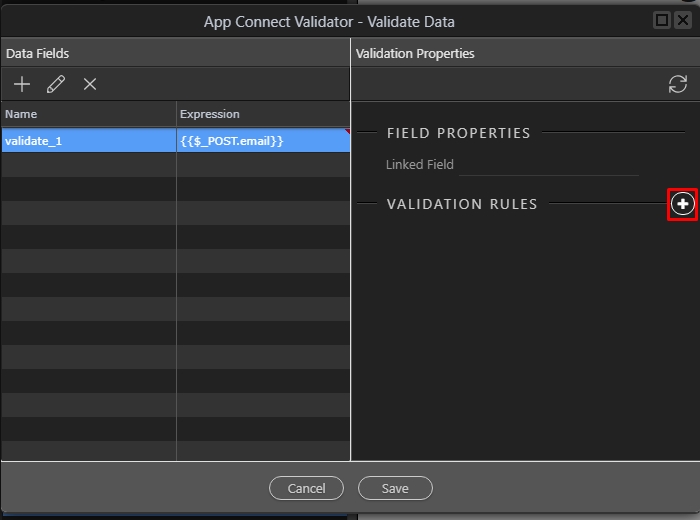 App Connect Validator - Validate Data
Data Fields
Validation Properties
Name Expression
validate_1 {{$_POST.email}}
FIELD PROPERTIES
Linked Field
VALIDATION RULES
Cancel Save